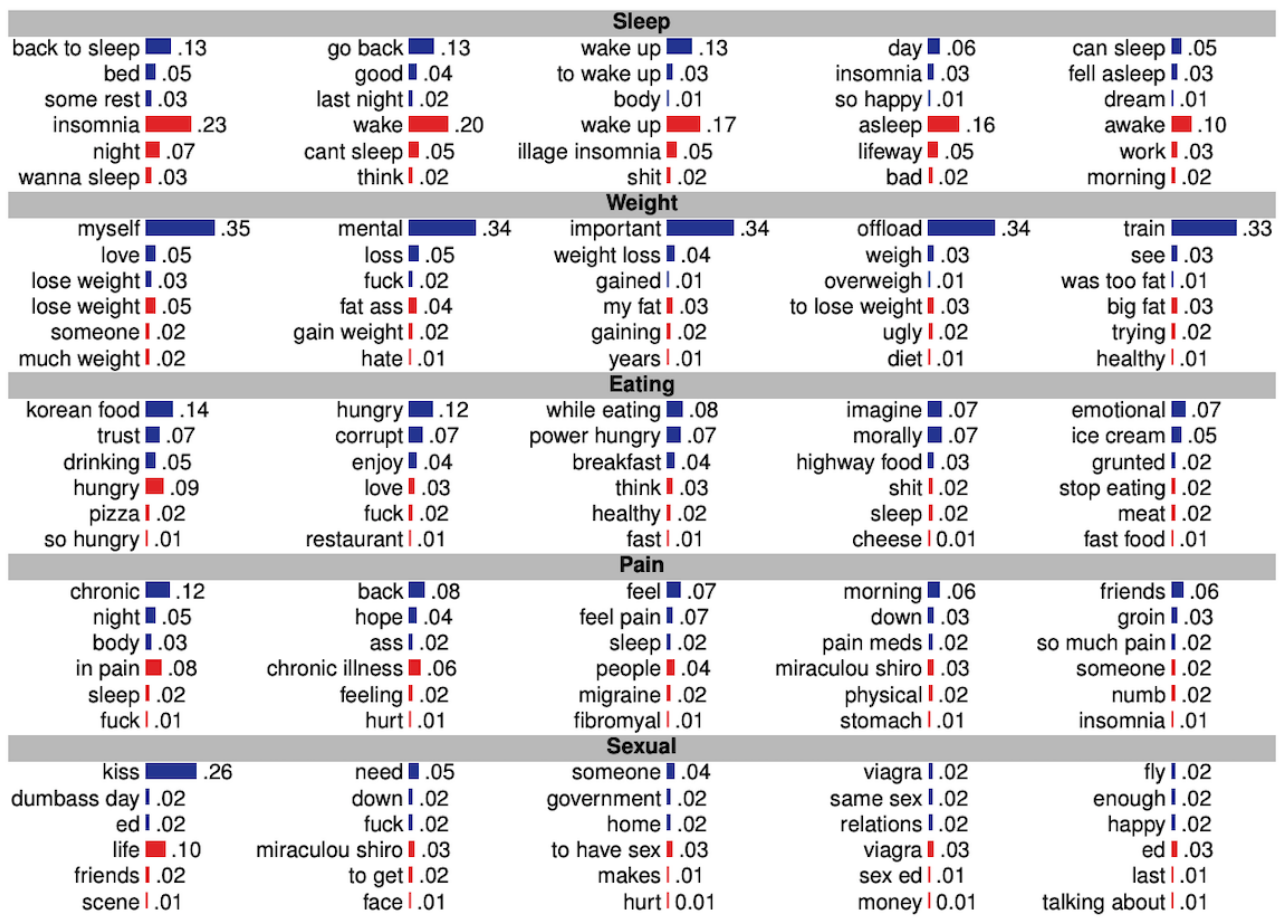 Sleep
back to sleep .13 go back .13 wake up .13 day .06 can sleep .05
bed .05 good .04 to wake up .03 insomnia .03 fell asleep .03
some rest .03 last night .02 body .01 so happy .01 dream .01
insomnia .23 wake .20 wake up .17 asleep .16 awake .10
night .07 cant sleep .05 illage insomnia .05 lifeway .05 work .03
wanna sleep .03 think .02 shit .02 bad .02 morning .02
Weight
myself .35 mental .34 important .34 offload .34 train .33
love .05 loss .05 weight loss .04 weigh .03 see .03
lose weight .03 fuck .02 gained .01 overweigh .01 was too fat .01
lose weight .05 fat ass .04 my fat .03 to lose weight .03 big fat .03
someone .02 gain weight .02 gaining .02 ugly .02 trying .02
much weight .02 hate .01 years .01 diet .01 healthy .01
Eating
korean food .14 hungry .12 while eating .08 imagine .07 emotional .07
trust .07 corrupt .07 power hungry .07 morally .07 ice cream .05
drinking .05 enjoy .04 breakfast .04 highway food .03 grunted .02
hungry .09 love .03 think .03 shit .02 stop eating .02
pizza .02 fuck .02 healthy .02 sleep .02 meat .02
so hungry .01 restaurant .01 fast .01 cheese 0.01 fast food .01
Pain
chronic .12 back .08 feel .07 morning .06 friends .06
night .05 hope .04 feel pain .07 down .03 groin .03
body .03 ass .02 sleep .02 pain meds .02 so much pain .02
in pain .08 chronic illness .06 people .04 miraculou shiro .03 someone .02
sleep .02 feeling .02 migraine .02 physical .02 numb .02
fuck .01 hurt .01 fibromyal .01 stomach .01 insomnia .01
Sexual
kiss .26 need .05 someone .04 viagra .02 fly .02
dumbass day .02 down .02 government .02 same sex .02 enough .02
ed .02 fuck .02 home .02 relations .02 happy .02
life .10 miraculou shiro .03 to have sex .03 viagra .03 ed .03
friends .02 to get .02 makes .01 sex ed .01 last .01
scene .01 face .01 hurt 0.01 money 0.01 talking about .01